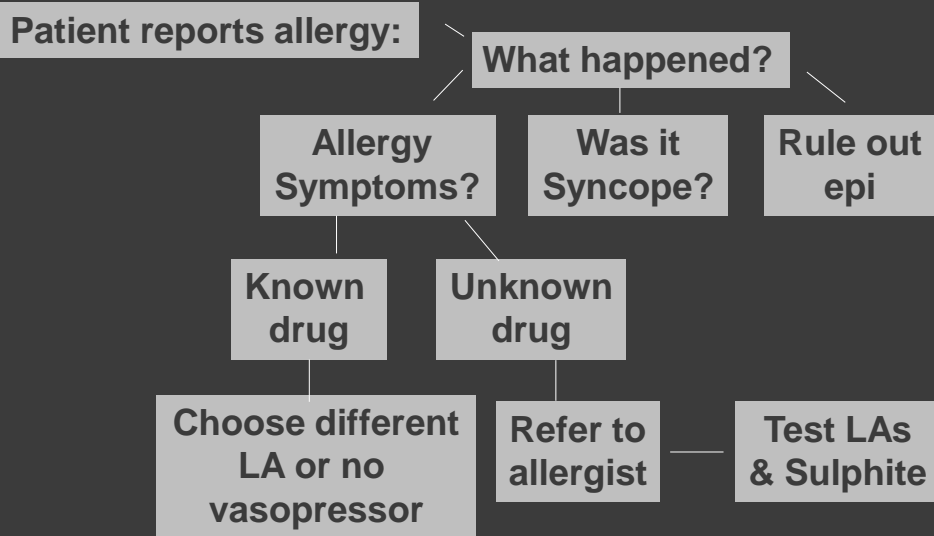 Patient reports allergy:
What happened?
Allergy
Symptoms?
Was it
Syncope?
Rule out
epi
Known
drug
Unknown
drug
Choose different
LA or no
vasopressor
Refer to
allergist
Test LAs
& Sulphite